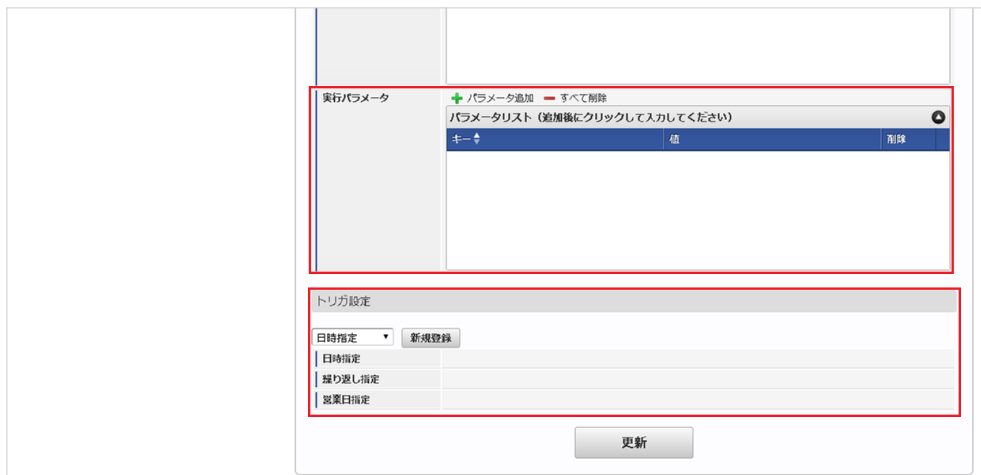 実行パラメータ
パラメータ追加 すべて削除
パラメータリスト（追加後にクリックして入力してください）
キー 値 削除
トリガ設定
日時指定 新規登録
日時指定
繰り返し指定
営業日指定
更新